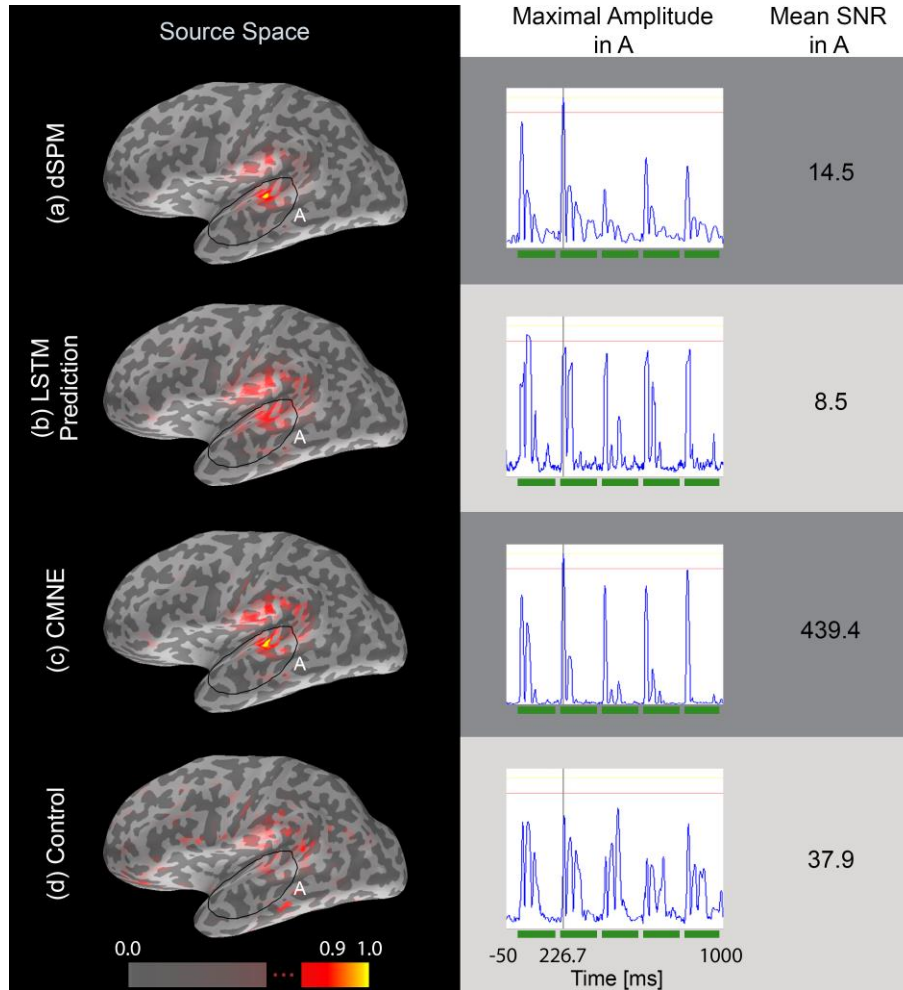 Source Space
Maximal Amplitude
in A
Mean SNR
in A
(a) dSPM
A
14.5
(b) LSTM
Prediction
A
8.5
(c) CMNE
A
439.4
(d) Control
A
37.9
0.0
0.9
1.0
-50
226.7
1000
Time [ms]